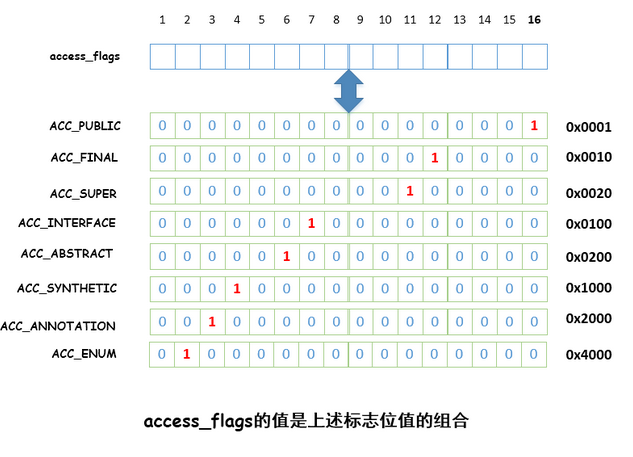 1 2 3 4 5 6 7 8 9 10 11 12 13 14 15 16
access_flags
ACC_PUBLIC 0 0 0 0 0 0 0 0 0 0 0 0 0 0 0 1 0x0001
ACC_FINAL 0 0 0 0 0 0 0 0 0 0 0 1 0 0 0 0 0x0010
ACC_SUPER 0 0 0 0 0 0 0 0 0 0 1 0 0 0 0 0 0x0020
ACC_INTERFACE 0 0 0 0 0 0 1 0 0 0 0 0 0 0 0 0 0x0100
ACC_ABSTRACT 0 0 0 0 0 1 0 0 0 0 0 0 0 0 0 0 0x0200
ACC_SYNTHETIC 0 0 0 1 0 0 0 0 0 0 0 0 0 0 0 0 0x1000
ACC_ANNOTATION 0 0 1 0 0 0 0 0 0 0 0 0 0 0 0 0 0x2000
ACC_ENUM 0 1 0 0 0 0 0 0 0 0 0 0 0 0 0 0 0x4000
access_flags的值是上述标志位值的组合